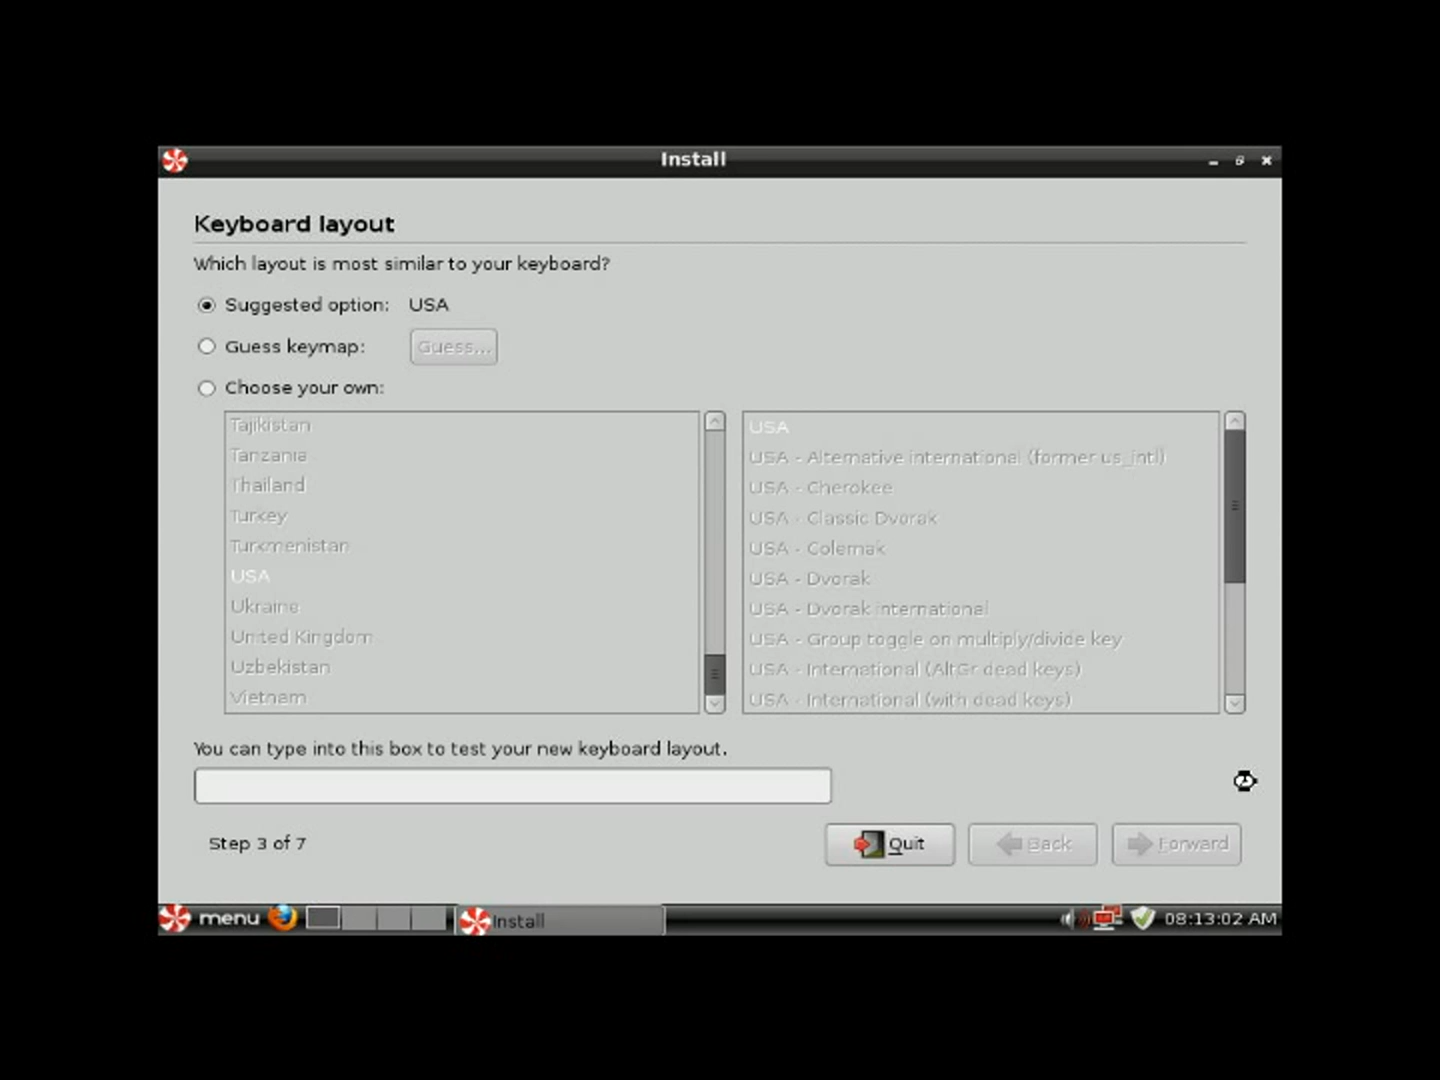 Install
Keyboard layout
Which layout is most similar to your keyboard?
Suggested option: USA
Guess keymap: Guess...
Choose your own:
Tajikistan
Tanzania
Thailand
Turkey
Turkmenistan
USA
Ukraine
United Kingdom
Uzbekistan
Vietnam
USA
USA - Alternative international (former us_intl)
USA - Cherokee
USA - Classic Dvorak
USA - Colemak
USA - Dvorak
USA - Dvorak international
USA - Group toggle on multiply/divide key
USA - International (AltGr dead keys)
USA - International (with dead keys)
You can type into this box to test your new keyboard layout.
Step 3 of 7 Quit Back Forward
menu Install 08:13:02 AM